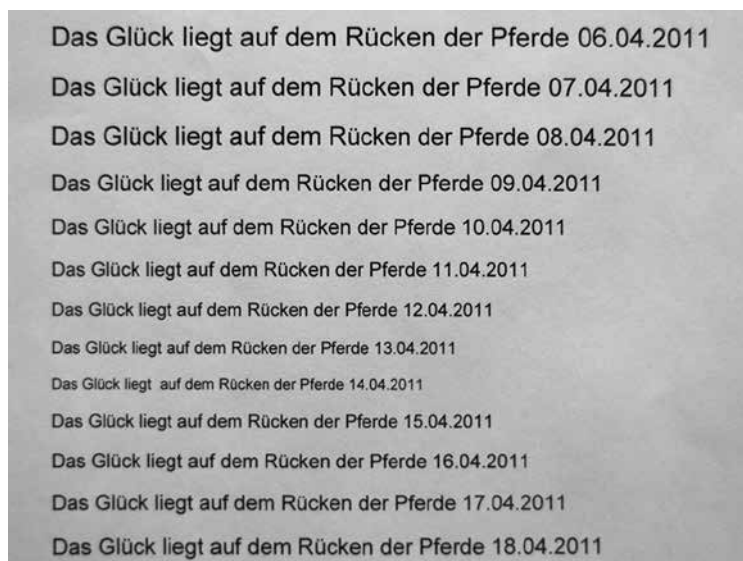 Das Glück liegt auf dem Rücken der Pferde 06.04.2011
Das Glück liegt auf dem Rücken der Pferde 07.04.2011
Das Glück liegt auf dem Rücken der Pferde 08.04.2011
Das Glück liegt auf dem Rücken der Pferde 09.04.2011
Das Glück liegt auf dem Rücken der Pferde 10.04.2011
Das Glück liegt auf dem Rücken der Pferde 11.04.2011
Das Glück liegt auf dem Rücken der Pferde 12.04.2011
Das Glück liegt auf dem Rücken der Pferde 13.04.2011
Das Glück liegt auf dem Rücken der Pferde 14.04.2011
Das Glück liegt auf dem Rücken der Pferde 15.04.2011
Das Glück liegt auf dem Rücken der Pferde 16.04.2011
Das Glück liegt auf dem Rücken der Pferde 17.04.2011
Das Glück liegt auf dem Rücken der Pferde 18.04.2011